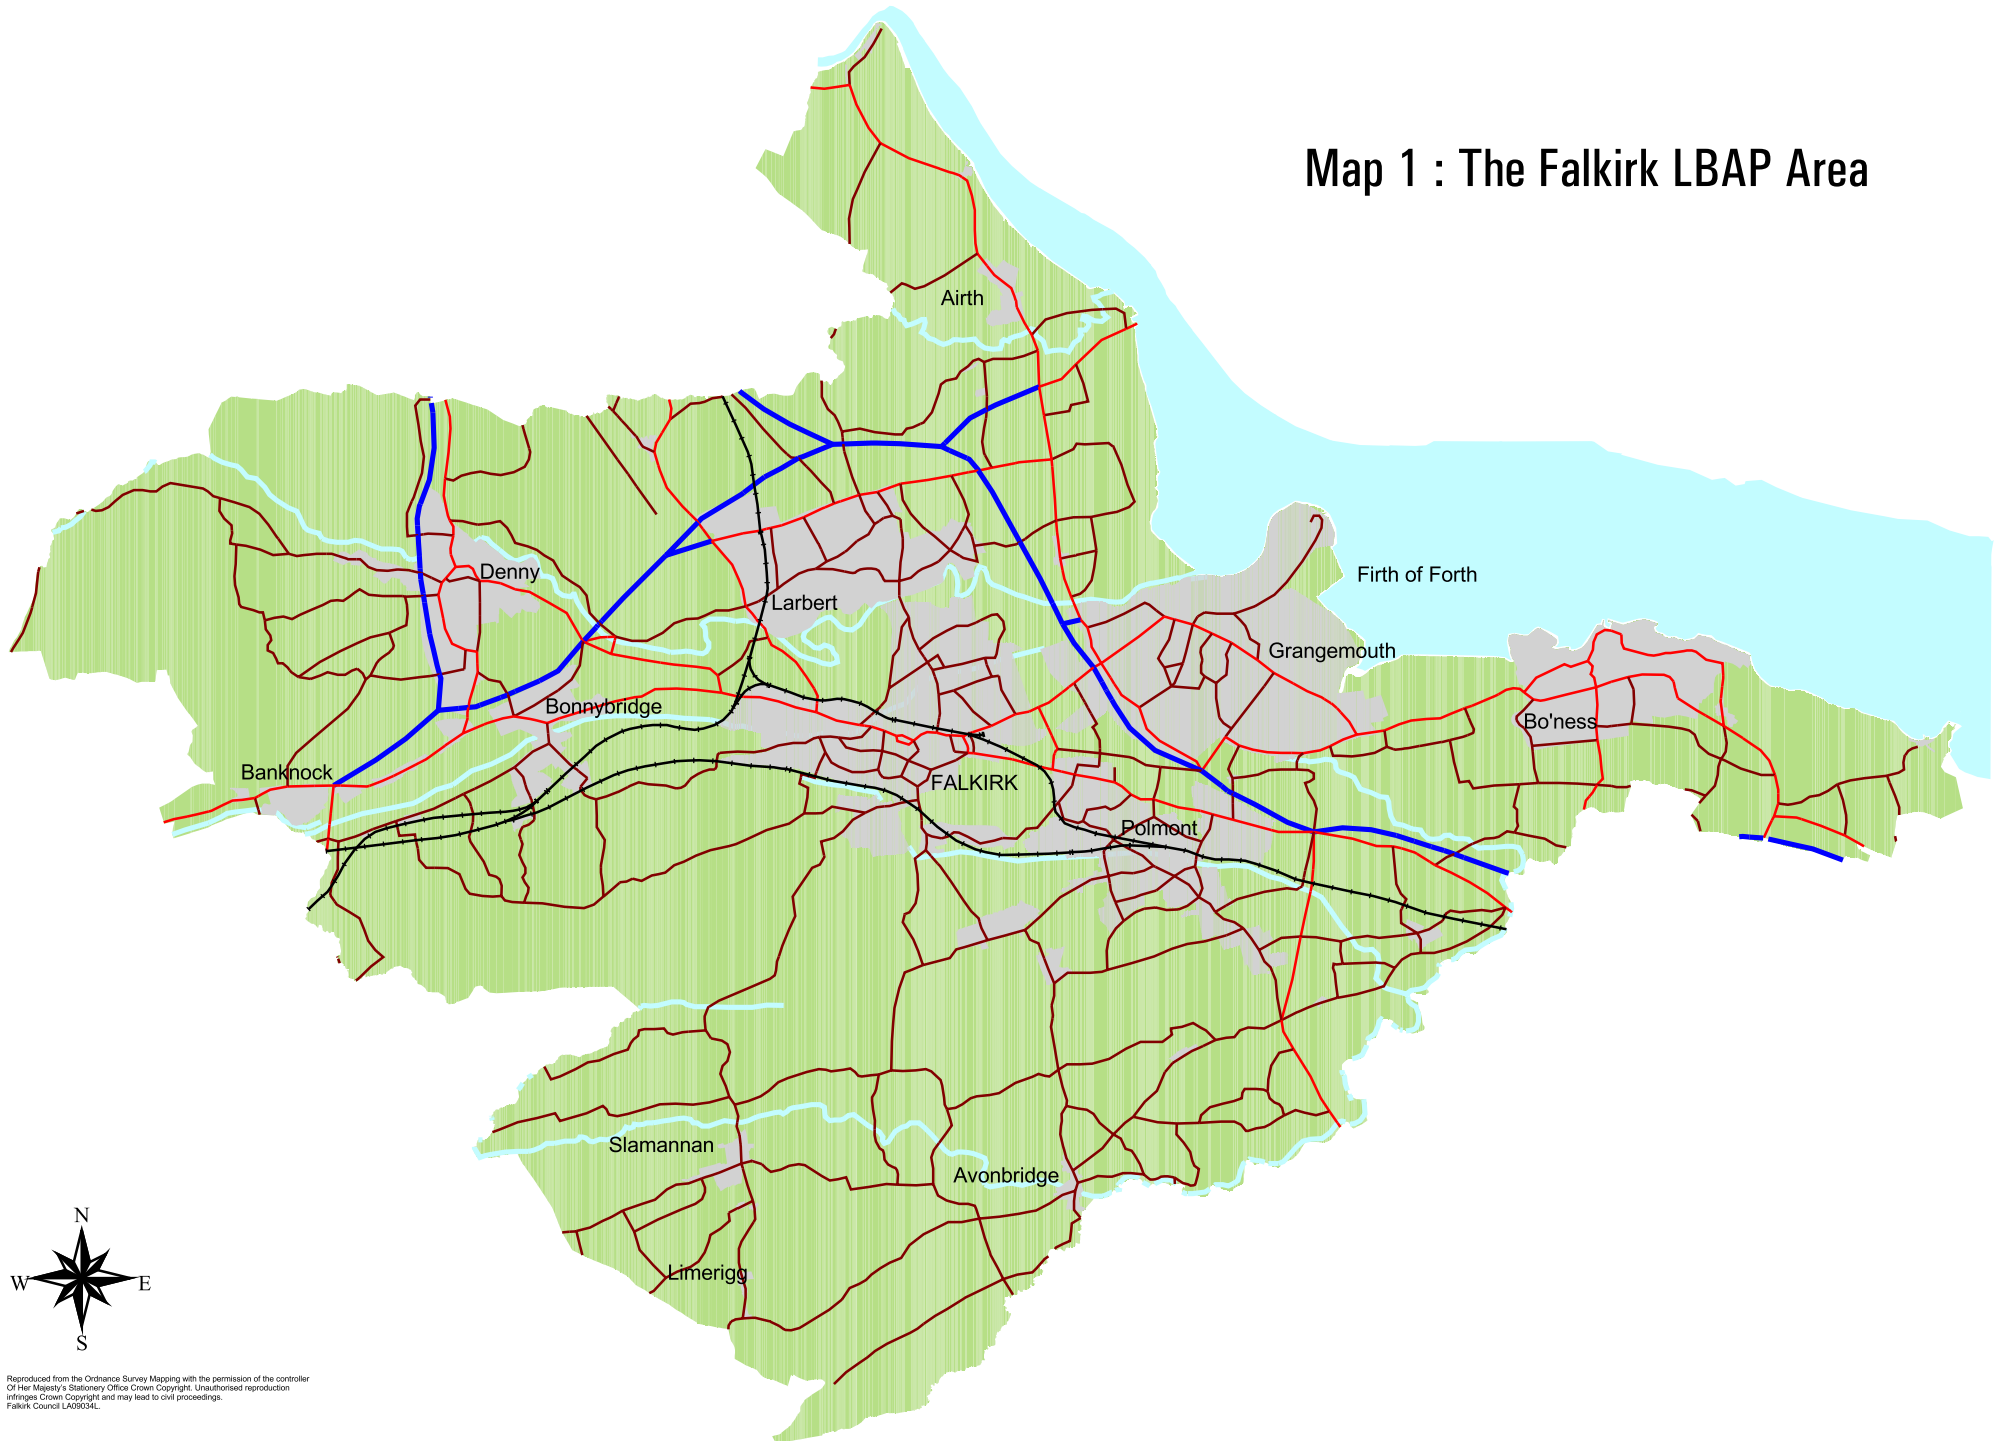 Map 1 : The Falkirk LBAP Area
Airth
Denny
Larbert
Firth of Forth
Grangemouth
Bonnybridge
Bo'ness
Banknock
FALKIRK
Polmont
Slamannan
Avonbridge
Limerigg
N
W
E
S
Reproduced from the Ordnance Survey Mapping with the permission of the controller
Of Her Majesty's Stationery Office Crown Copyright. Unauthorised reproduction
infringes Crown Copyright and may lead to civil proceedings.
Falkirk Council LA09034L.